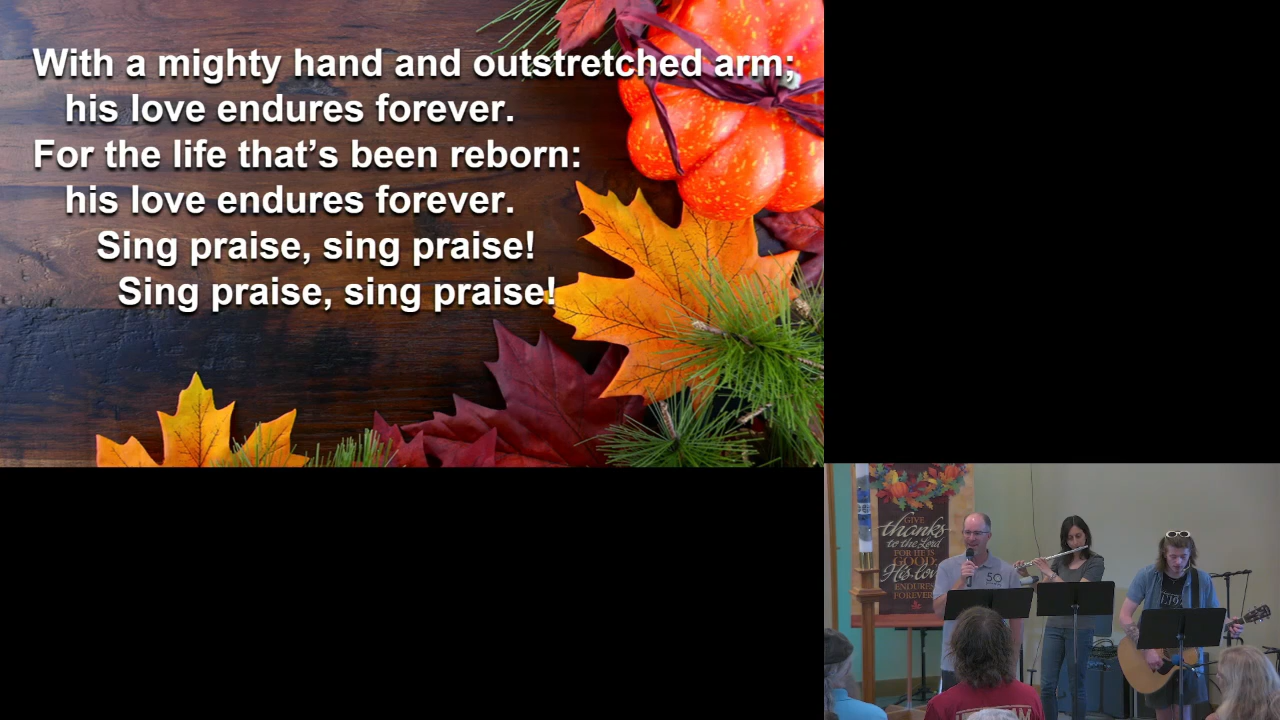 With a mighty hand and outstretched arm;
his love endures forever.
For the life that’s been reborn:
his love endures forever.
Sing praise, sing praise!
Sing praise, sing praise!
GIVE
thanks
to the Lord
FOR HE IS
GOOD;
His love
ENDURES
FOREVER
50